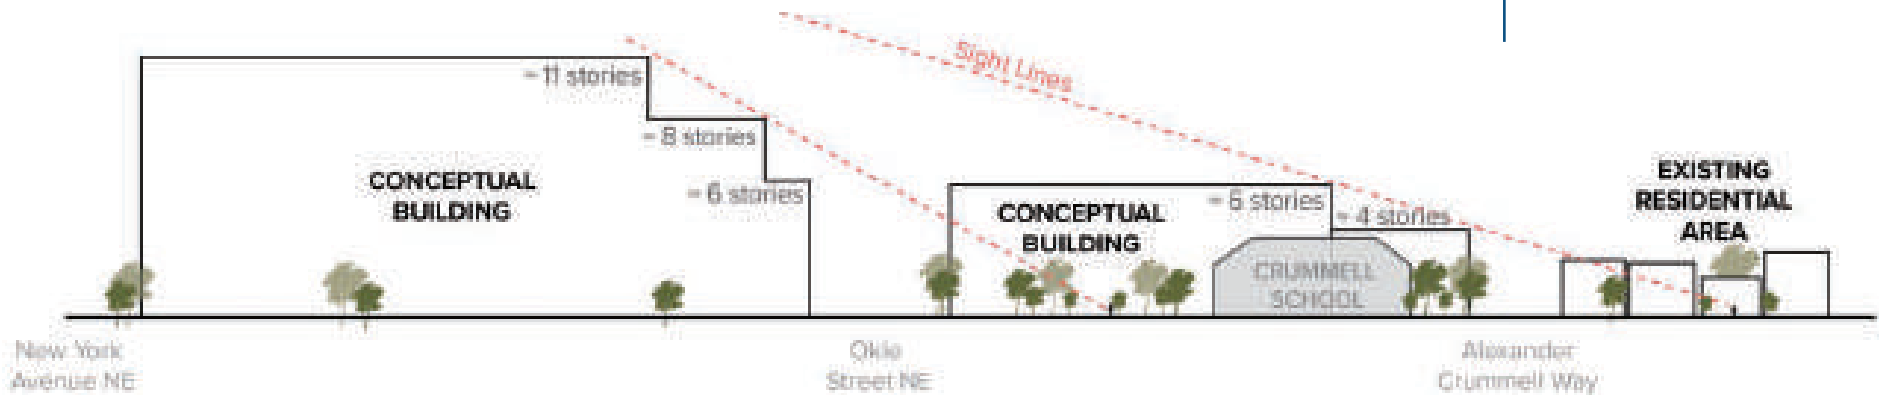 ~ 11 stories
~ 8 stories
~ 6 stories
CONCEPTUAL
BUILDING
Sight Lines
CONCEPTUAL
BUILDING
~ 6 stories
~ 4 stories
CRUMMELL
SCHOOL
EXISTING
RESIDENTIAL
AREA
New York
Avenue NE
Okie
Street NE
Alexander
Crummell Way